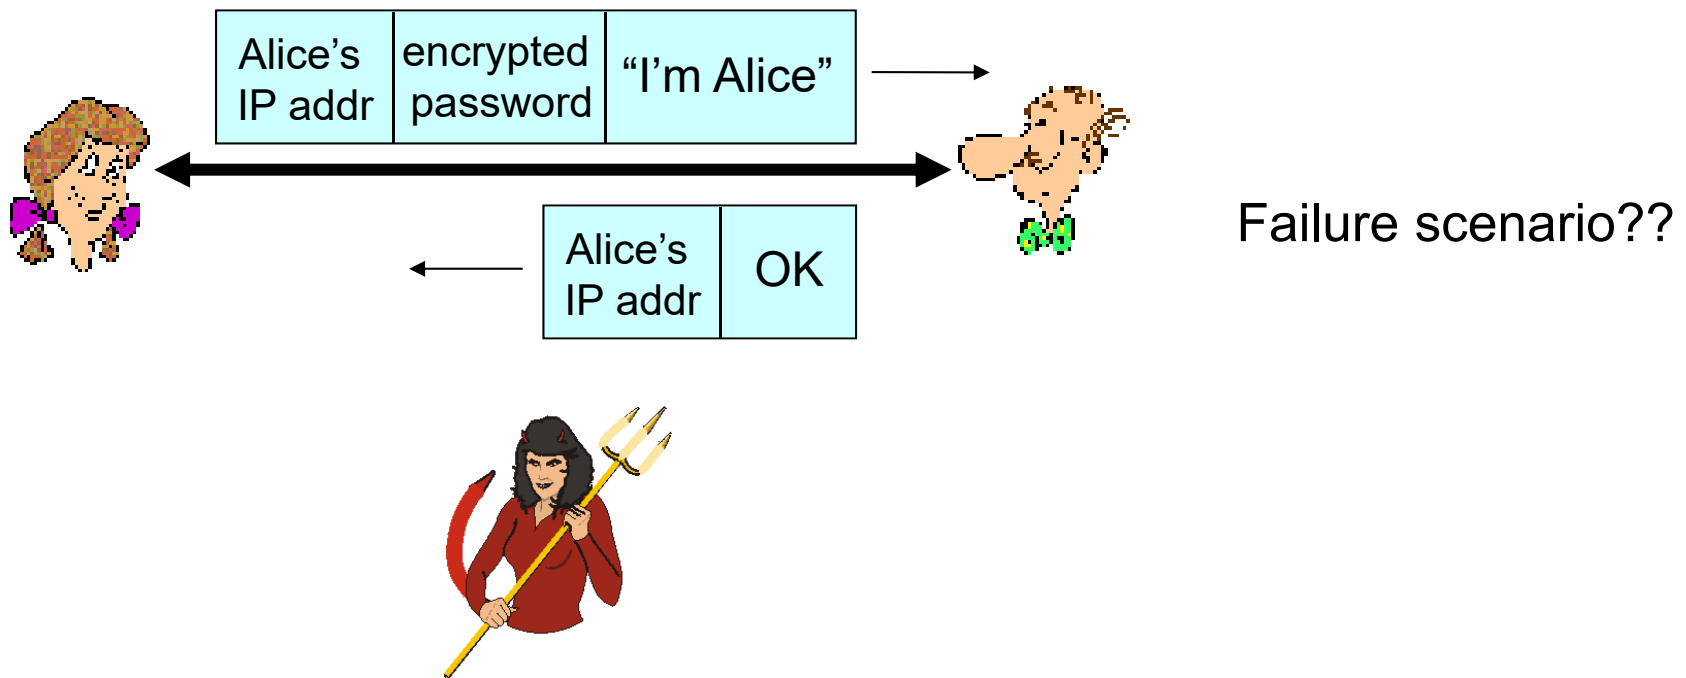 Alice’s
IP addr
encrypted
password
“I’m Alice”
Alice’s
IP addr
OK
Failure scenario??